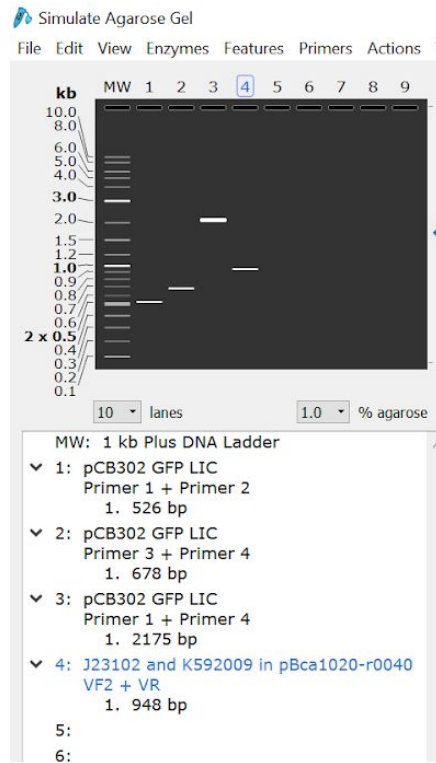 Simulate Agarose Gel
File Edit View Enzymes Features Primers Actions
kb MW 1 2 3 4 5 6 7 8 9
10.0
8.0
6.0
5.0
4.0
3.0
2.0
1.5
1.2
1.0
0.9
0.8
0.7
0.6
2 x 0.5
0.4
0.3
0.2
0.1
10 lanes 1.0 % agarose
MW: 1 kb Plus DNA Ladder
1: pCB302 GFP LIC
Primer 1 + Primer 2
1. 526 bp
2: pCB302 GFP LIC
Primer 3 + Primer 4
1. 678 bp
3: pCB302 GFP LIC
Primer 1 + Primer 4
1. 2175 bp
4: J23102 and K592009 in pBca1020-r0040
VF2 + VR
1. 948 bp
5:
6: